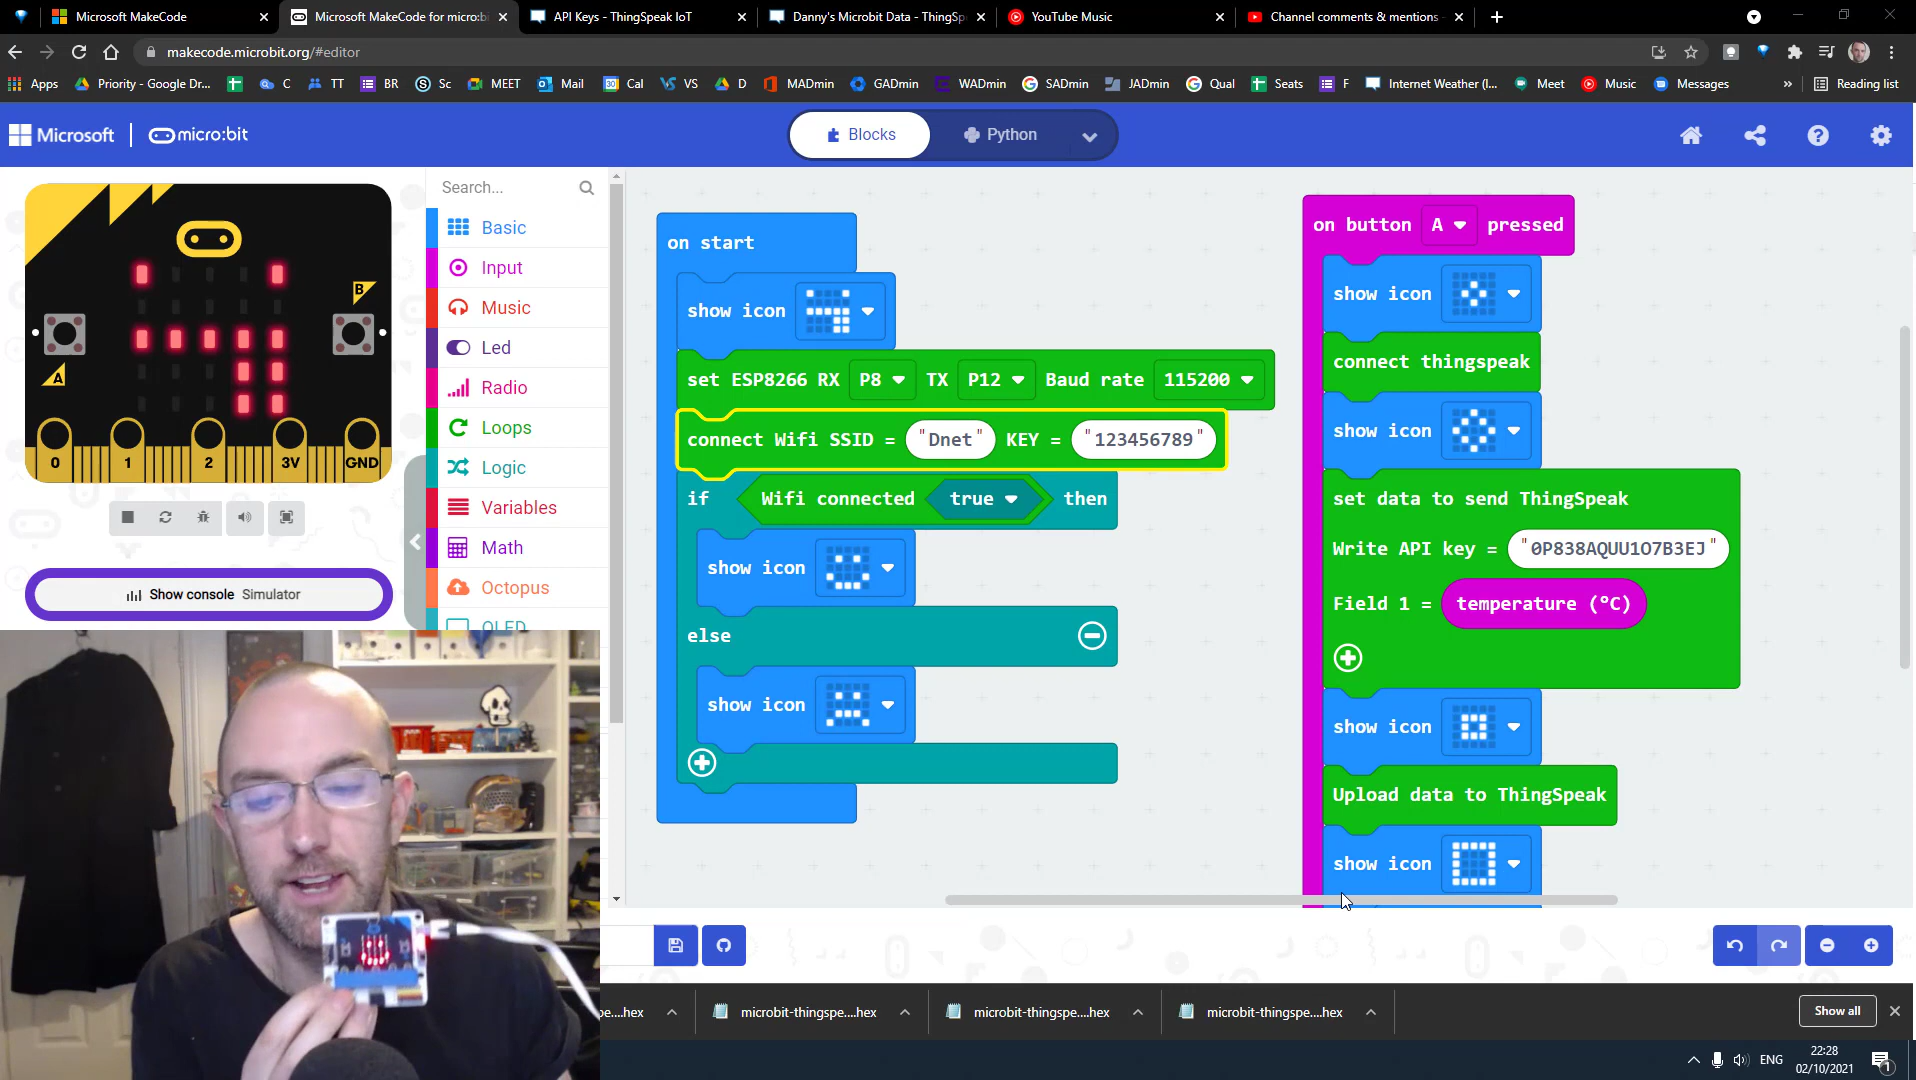 Microsoft MakeCode
Microsoft MakeCode for micro:bi
API Keys - ThingSpeak IoT
Danny's Microbit Data - ThingSp
YouTube Music
Channel comments & mentions -
makecode.microbit.org/#editor
Apps
Priority - Google Dr...
C
TT
BR
Sc
MEET
Mail
Cal
VS
D
MAdmin
GAdmin
WAdmin
SAdmin
JAdmin
Qual
Seats
F
Internet Weather (I...
Meet
Music
Messages
»
Reading list
Microsoft
micro:bit
Blocks
Python
Search...
Basic
Input
Music
Led
Radio
Loops
Logic
Variables
Math
Octopus
OLED
A
B
0 1 2 3V GND
Show console Simulator
on start
show icon
set ESP8266 RX P8 TX P12 Baud rate 115200
connect Wifi SSID = "Dnet" KEY = "123456789"
if Wifi connected true then
show icon
else
show icon
on button A pressed
show icon
connect thingspeak
show icon
set data to send ThingSpeak
Write API key = "0P838AQUU1O7B3EJ"
Field 1 = temperature (°C)
show icon
Upload data to ThingSpeak
show icon
pe....hex
microbit-thingspe....hex
microbit-thingspe....hex
microbit-thingspe....hex
Show all
ENG
22:28
02/10/2021
1